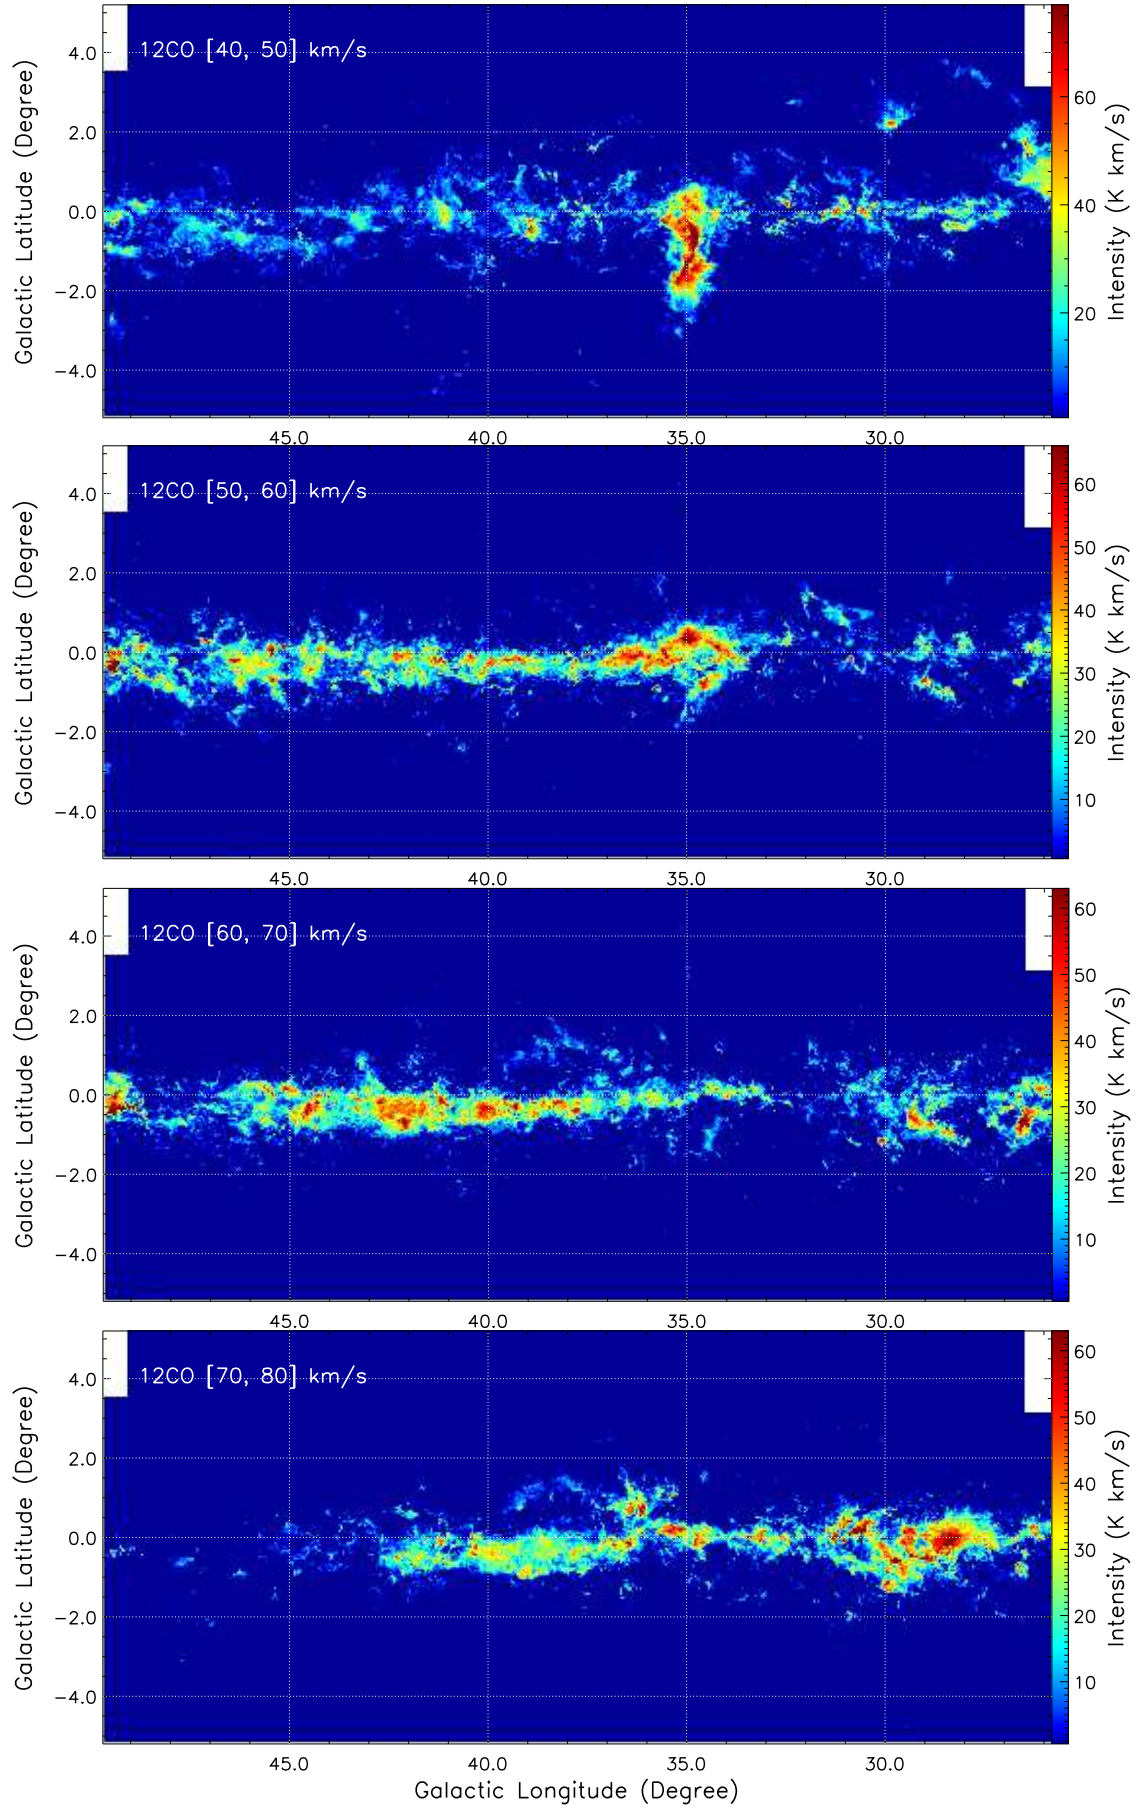 12CO [40, 50] km/s
Galactic Latitude (Degree)
4.0
2.0
0.0
−2.0
−4.0
45.0 40.0 35.0 30.0
60
40
20
Intensity (K km/s)
12CO [50, 60] km/s
Galactic Latitude (Degree)
4.0
2.0
0.0
−2.0
−4.0
45.0 40.0 35.0 30.0
60
50
40
30
20
10
Intensity (K km/s)
12CO [60, 70] km/s
Galactic Latitude (Degree)
4.0
2.0
0.0
−2.0
−4.0
45.0 40.0 35.0 30.0
60
50
40
30
20
10
Intensity (K km/s)
12CO [70, 80] km/s
Galactic Latitude (Degree)
4.0
2.0
0.0
−2.0
−4.0
45.0 40.0 35.0 30.0
60
50
40
30
20
10
Intensity (K km/s)
Galactic Longitude (Degree)